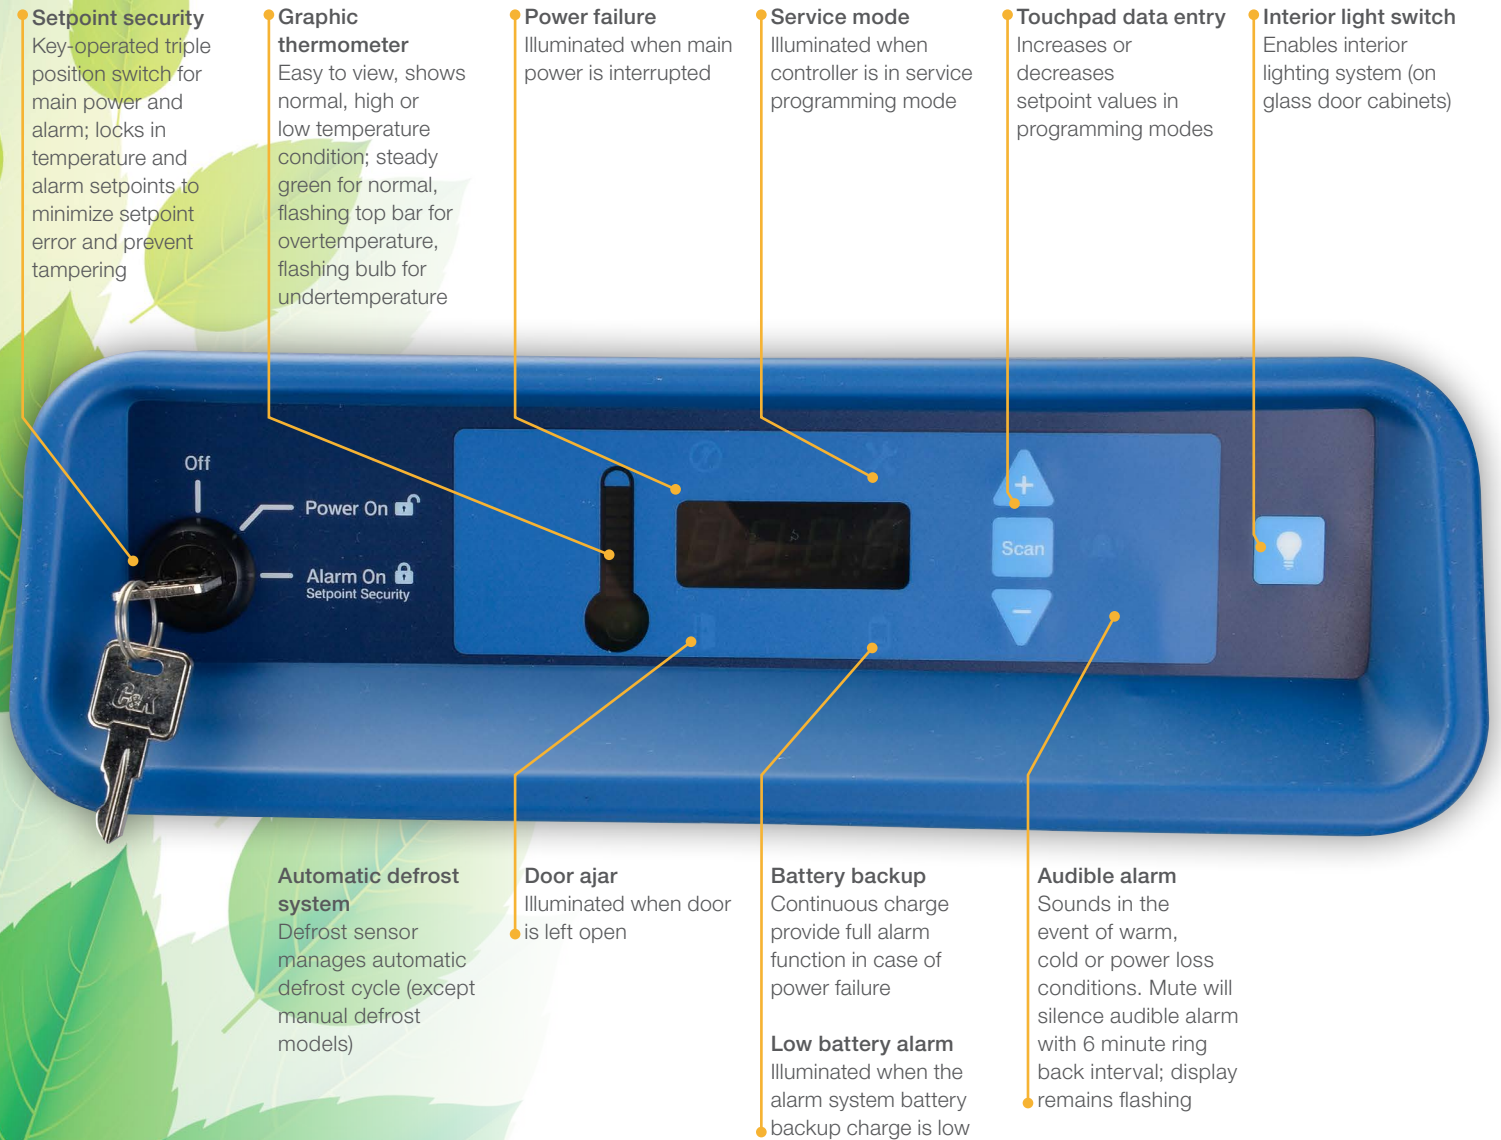 Setpoint security
Key-operated triple
position switch for
main power and
alarm; locks in
temperature and
alarm setpoints to
minimize setpoint
error and prevent
tampering
Graphic
thermometer
Easy to view, shows
normal, high or
low temperature
condition; steady
green for normal,
flashing top bar for
overtemperature,
flashing bulb for
undertemperature
Power failure
Illuminated when main
power is interrupted
Service mode
Illuminated when
controller is in service
programming mode
Touchpad data entry
Increases or
decreases
setpoint values in
programming modes
Interior light switch
Enables interior
lighting system (on
glass door cabinets)
Off
Power On
Alarm On
Setpoint Security
+
Scan
−
C&K
Automatic defrost
system
Defrost sensor
manages automatic
defrost cycle (except
manual defrost
models)
Door ajar
Illuminated when door
is left open
Battery backup
Continuous charge
provide full alarm
function in case of
power failure
Low battery alarm
Illuminated when the
alarm system battery
backup charge is low
Audible alarm
Sounds in the
event of warm,
cold or power loss
conditions. Mute will
silence audible alarm
with 6 minute ring
back interval; display
remains flashing